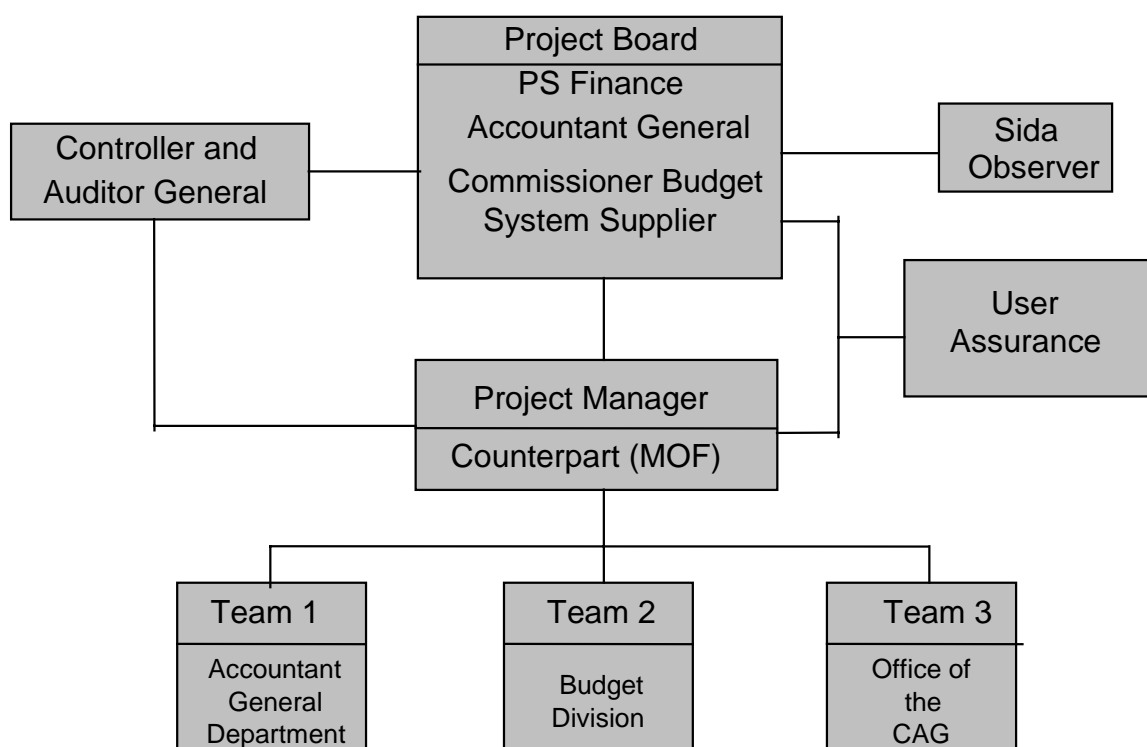 Project Board
PS Finance
Accountant General
Commissioner Budget
System Supplier
Controller and
Auditor General
Sida
Observer
User
Assurance
Project Manager
Counterpart (MOF)
Team 1
Accountant
General
Department
Team 2
Budget
Division
Team 3
Office of
the
CAG